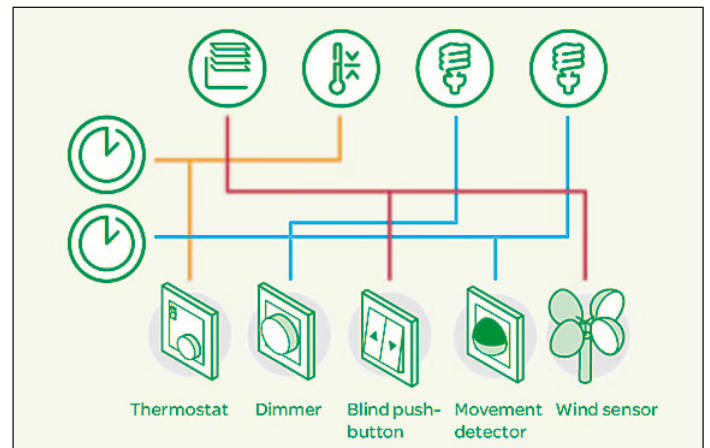 Thermostat
Dimmer
Blind push-
button
Movement
detector
Wind sensor